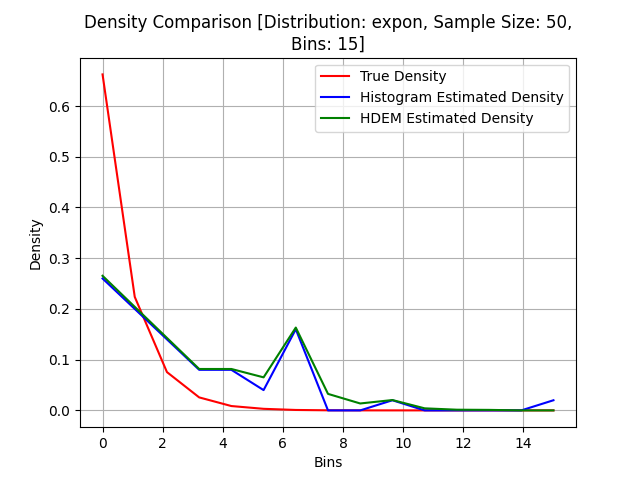 Density Comparison [Distribution: expon, Sample Size: 50,
Bins: 15]
True Density
Histogram Estimated Density
HDEM Estimated Density
Density
0.6
0.5
0.4
0.3
0.2
0.1
0.0
0 2 4 6 8 10 12 14
Bins